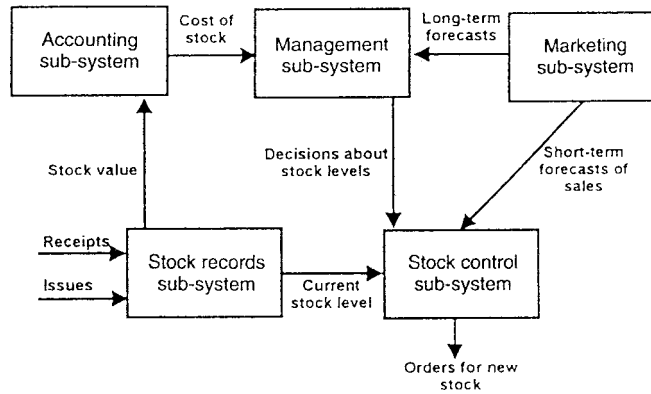 Accounting
sub-system
Cost of
stock
Management
sub-system
Long-term
forecasts
Marketing
sub-system
Stock value
Decisions about
stock levels
Short-term
forecasts of
sales
Receipts
Issues
Stock records
sub-system
Current
stock level
Stock control
sub-system
Orders for new
stock